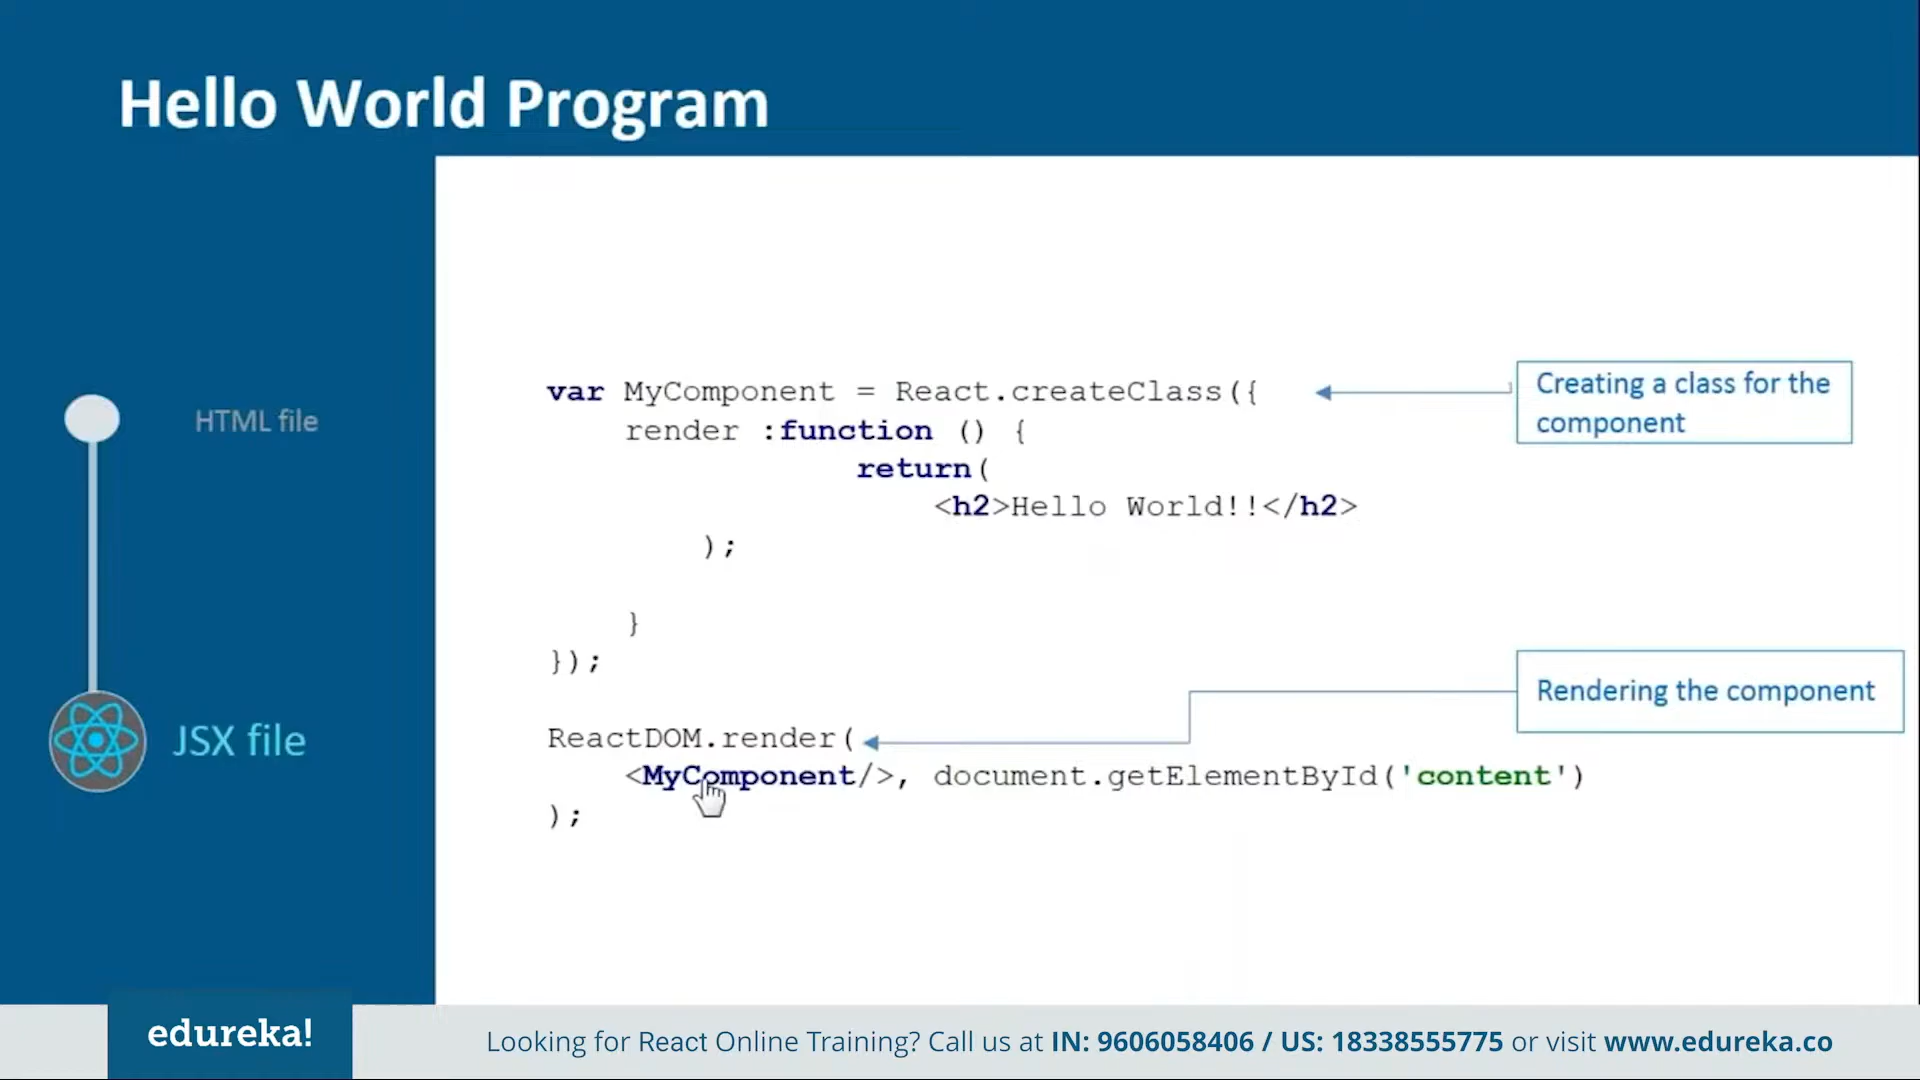 Hello World Program
HTML file
JSX file
var MyComponent = React.createClass({
render :function () {
return(
<h2>Hello World!!</h2>
);
}
});
ReactDOM.render(
<MyComponent/>, document.getElementById('content')
);
Creating a class for the
component
Rendering the component
edureka!
Looking for React Online Training? Call us at IN: 9606058406 / US: 18338555775 or visit www.edureka.co